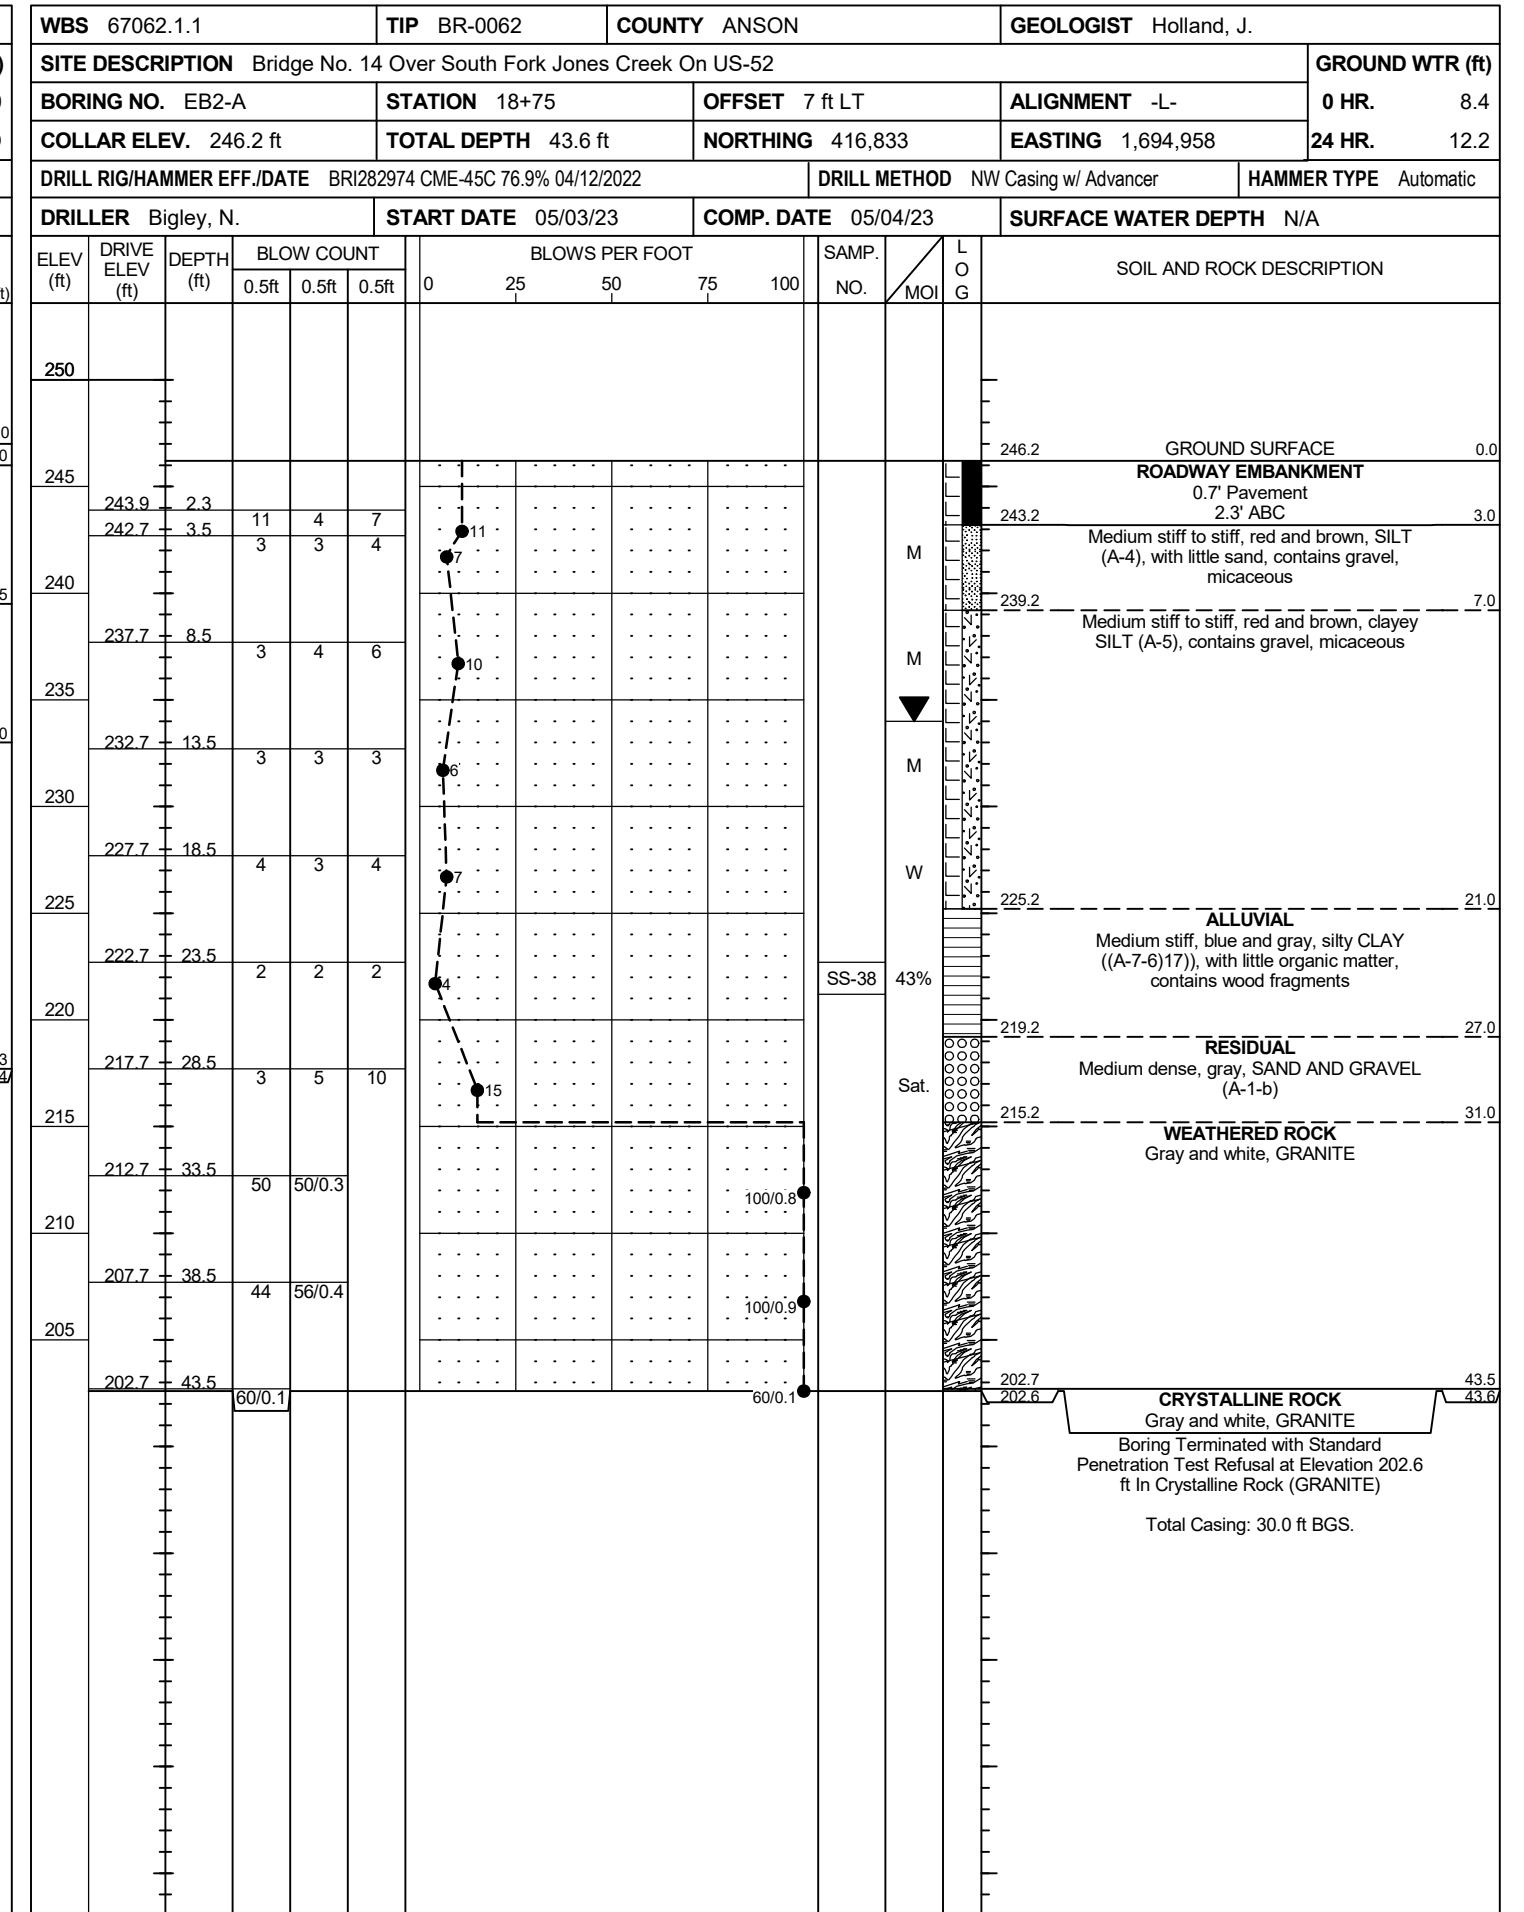 WBS 67062.1.1 TIP BR-0062 COUNTY ANSON GEOLOGIST Holland, J.
SITE DESCRIPTION Bridge No. 14 Over South Fork Jones Creek On US-52 GROUND WTR (ft)
BORING NO. EB2-A STATION 18+75 OFFSET 7 ft LT ALIGNMENT -L- 0 HR. 8.4
COLLAR ELEV. 246.2 ft TOTAL DEPTH 43.6 ft NORTHING 416,833 EASTING 1,694,958 24 HR. 12.2
DRILL RIG/HAMMER EFF./DATE BRI282974 CME-45C 76.9% 04/12/2022 DRILL METHOD NW Casing w/ Advancer HAMMER TYPE Automatic
DRILLER Bigley, N. START DATE 05/03/23 COMP. DATE 05/04/23 SURFACE WATER DEPTH N/A
ELEV (ft) DRIVE ELEV (ft) DEPTH (ft) BLOW COUNT BLOWS PER FOOT SAMP. NO. MOI LOG SOIL AND ROCK DESCRIPTION
0.5ft 0.5ft 0.5ft 0 25 50 75 100
250
246.2 GROUND SURFACE 0.0
245
ROADWAY EMBANKMENT
0.7' Pavement
243.9 2.3
11 4 7 11
2.3' ABC
243.2 3.0
242.7 3.5
3 3 4 7 M
Medium stiff to stiff, red and brown, SILT
(A-4), with little sand, contains gravel,
micaceous
240
239.2 7.0
Medium stiff to stiff, red and brown, clayey
SILT (A-5), contains gravel, micaceous
237.7 8.5
3 4 6 10 M
235
232.7 13.5
3 3 3 6 M
230
227.7 18.5
4 3 4 7 W
225
225.2 21.0
ALLUVIAL
Medium stiff, blue and gray, silty CLAY
((A-7-6)17)), with little organic matter,
contains wood fragments
222.7 23.5
2 2 2 4 SS-38 43%
220
219.2 27.0
RESIDUAL
Medium dense, gray, SAND AND GRAVEL
(A-1-b)
217.7 28.5
3 5 10 15 Sat.
215
215.2 31.0
WEATHERED ROCK
Gray and white, GRANITE
212.7 33.5
50 50/0.3 100/0.8
210
207.7 38.5
44 56/0.4 100/0.9
205
202.7 43.5 202.7 43.5
60/0.1 60/0.1 202.6 43.6
CRYSTALLINE ROCK
Gray and white, GRANITE
Boring Terminated with Standard
Penetration Test Refusal at Elevation 202.6
ft In Crystalline Rock (GRANITE)
Total Casing: 30.0 ft BGS.